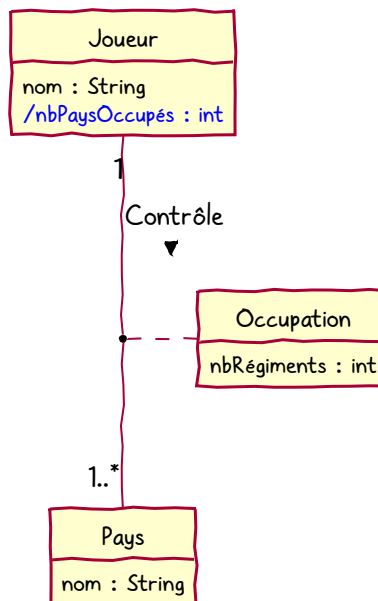 Joueur
nom : String
/nbPaysOccupés : int
1
Contrôle
Occupation
nbRégiments : int
1..*
Pays
nom : String